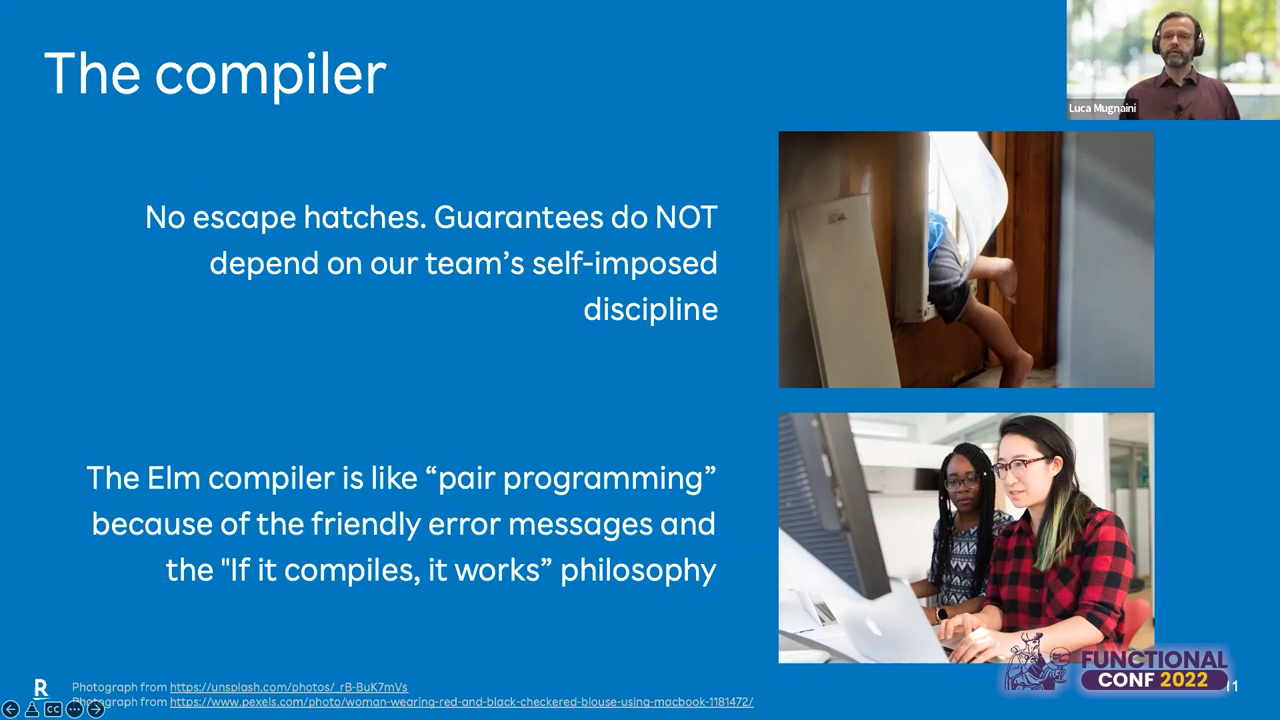 The compiler
Luca Mugnaini
No escape hatches. Guarantees do NOT
depend on our team’s self-imposed
discipline
The Elm compiler is like “pair programming”
because of the friendly error messages and
the "If it compiles, it works” philosophy
FUNCTIONAL
CONF 2022
11
R
Photograph from https://unsplash.com/photos/_rB-BuK7mVs
Photograph from https://www.pexels.com/photo/woman-wearing-red-and-black-checkered-blouse-using-macbook-1181472/
CC